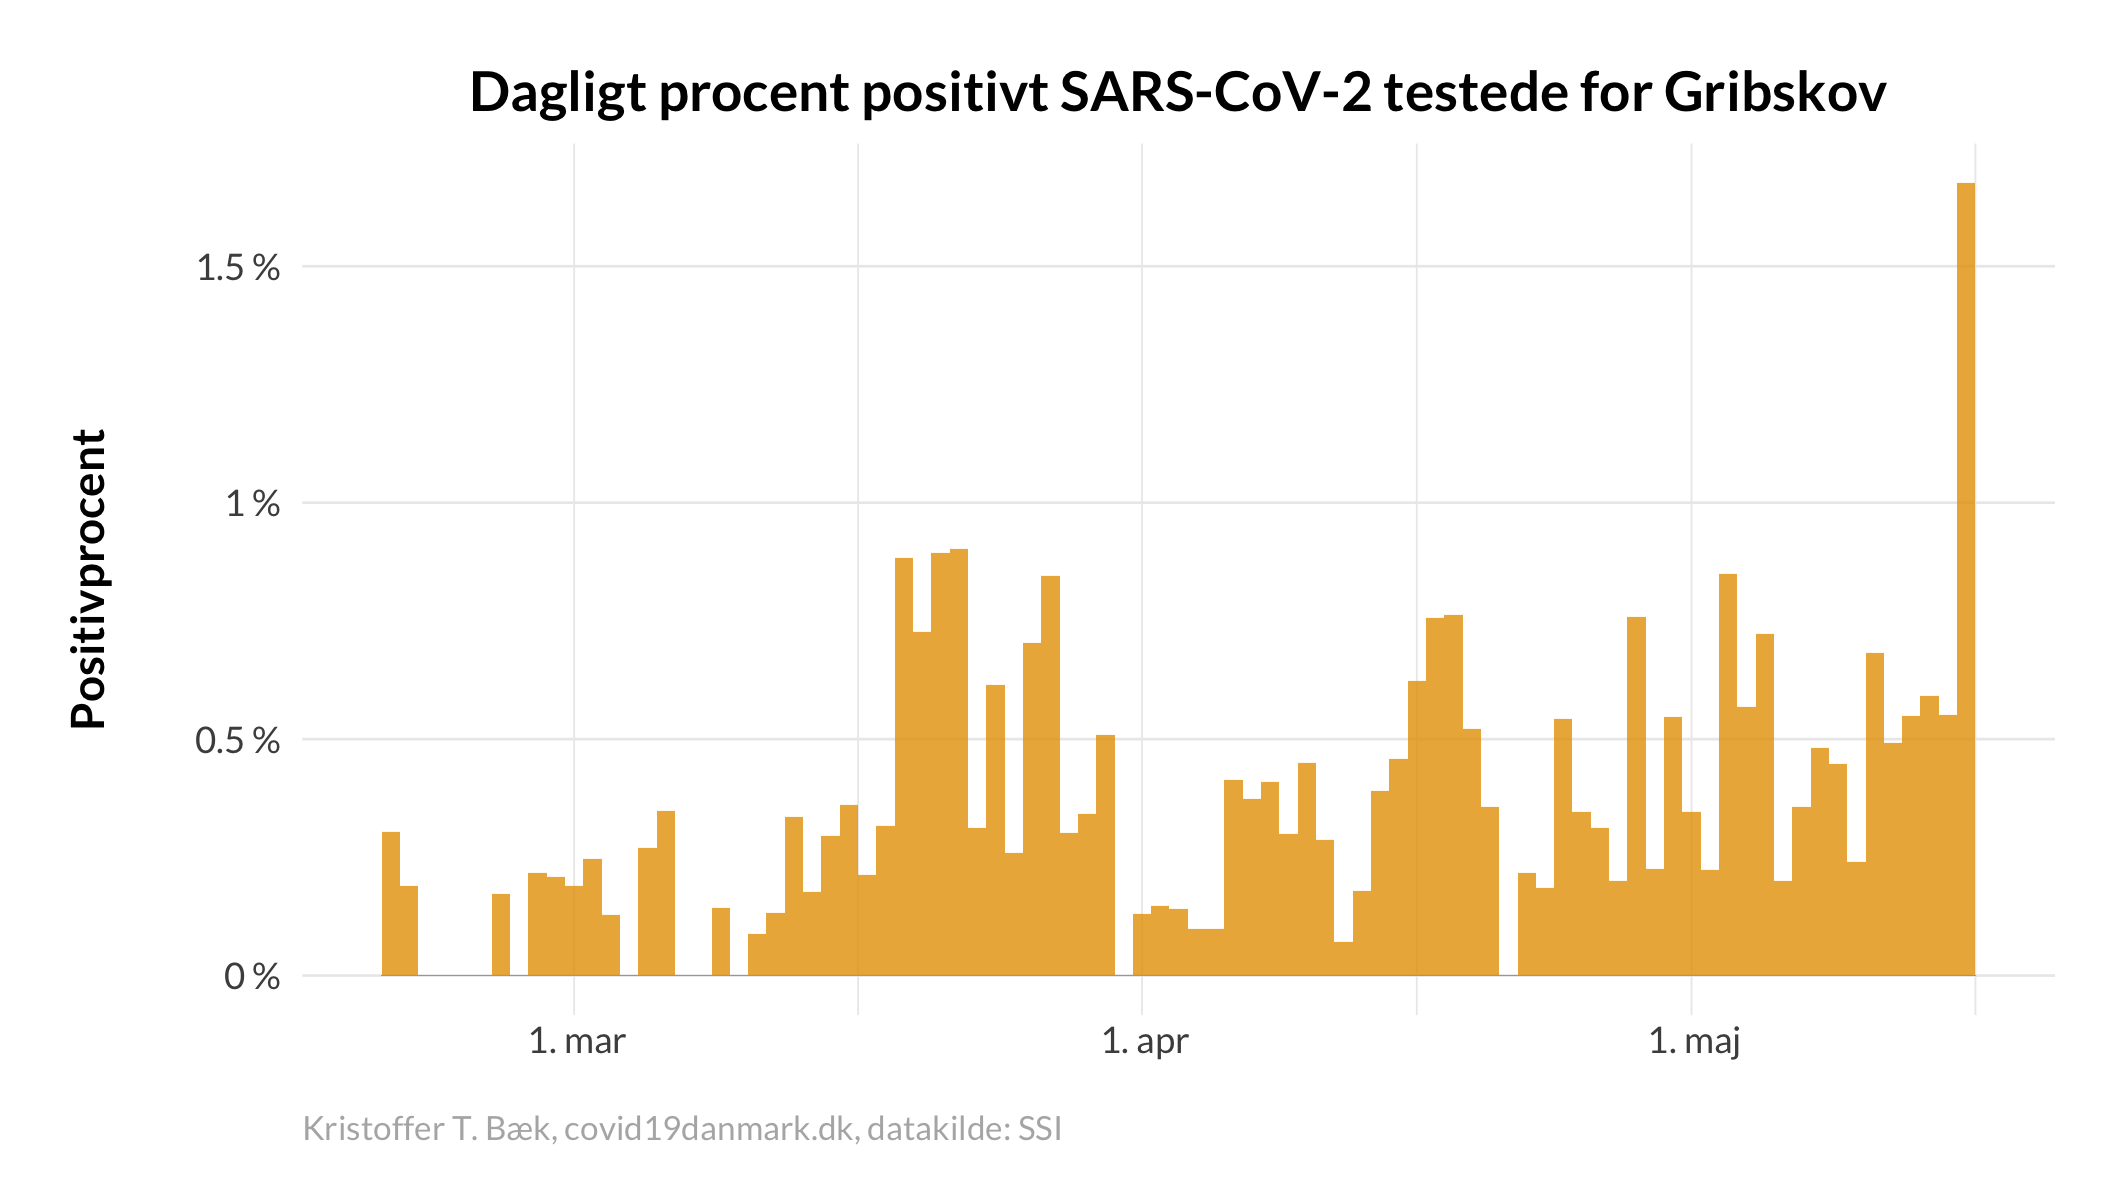 Dagligt procent positivt SARS-CoV-2 testede for Gribskov
Positivprocent
1.5 %
1 %
0.5 %
0 %
1. mar
1. apr
1. maj
Kristoffer T. Bæk, covid19danmark.dk, datakilde: SSI